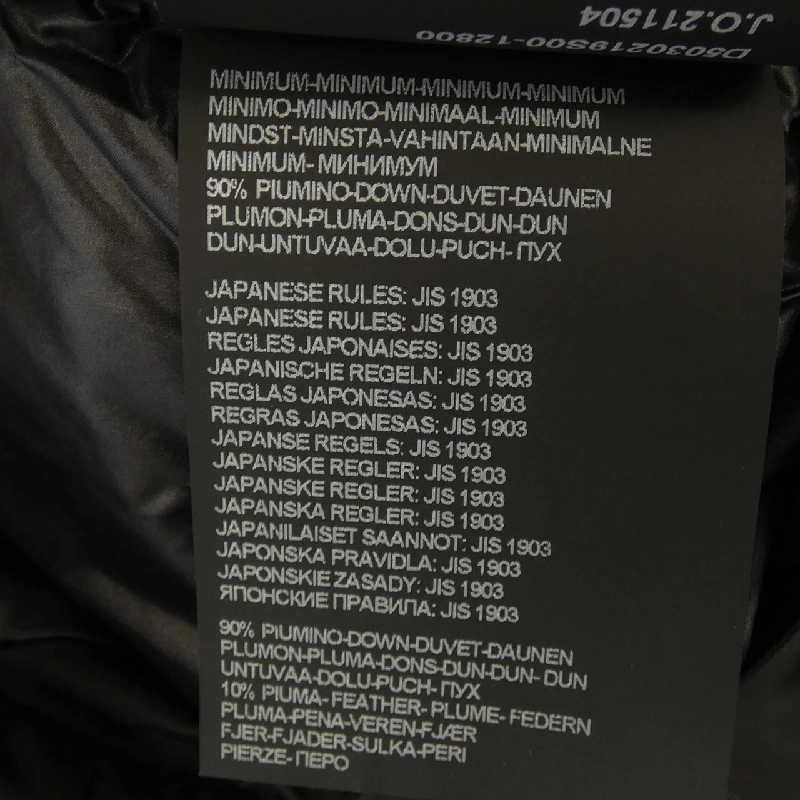 J.O.211504
D5030219S00-12800
MINIMUM-MINIMUM-MINIMUM-MINIMUM
MINIMO-MINIMO-MINIMAAL-MINIMUM
MINDST-MINSTA-VAHINTAAN-MINIMALNE
MINIMUM- МИНИМУМ
90% PIUMINO-DOWN-DUVET-DAUNEN
PLUMON-PLUMA-DONS-DUN-DUN
DUN-UNTUVAA-DOLU-PUCH- ПУХ
JAPANESE RULES: JIS 1903
JAPANESE RULES: JIS 1903
REGLES JAPONAISES: JIS 1903
JAPANISCHE REGELN: JIS 1903
REGLAS JAPONESAS: JIS 1903
REGRAS JAPONESAS: JIS 1903
JAPANSE REGELS: JIS 1903
JAPANSKE REGLER: JIS 1903
JAPANSKE REGLER: JIS 1903
JAPANSKA REGLER: JIS 1903
JAPANILAISET SAANNOT: JIS 1903
JAPONSKA PRAVIDLA: JIS 1903
JAPONSKIE ZASADY: JIS 1903
ЯПОНСКИЕ ПРАВИЛА: JIS 1903
90% PIUMINO-DOWN-DUVET-DAUNEN
PLUMON-PLUMA-DONS-DUN-DUN- DUN
UNTUVAA-DOLU-PUCH- ПУХ
10% PIUMA- FEATHER- PLUME- FEDERN
PLUMA-PENA-VEREN-FJÆR
FJER-FJADER-SULKA-PERI
PIERZE-ПЕРО